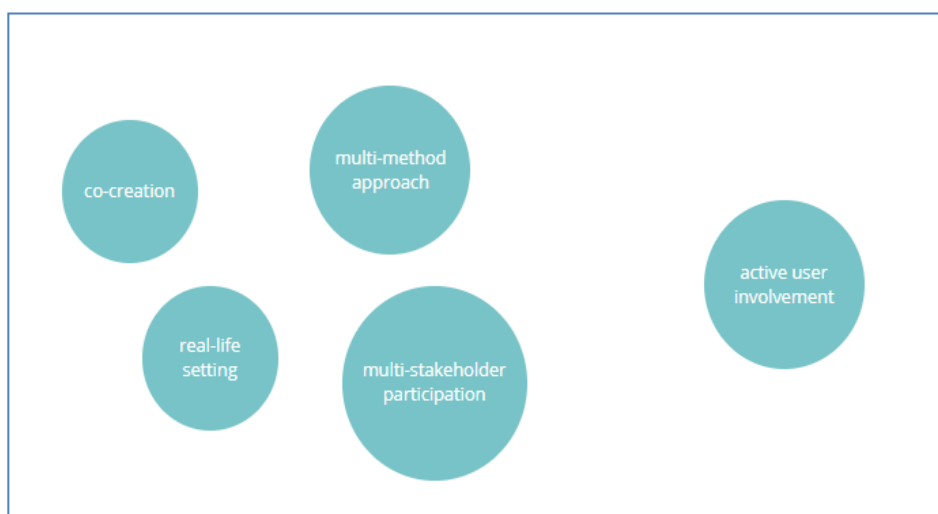 co-creation
multi-method
approach
active user
involvement
real-life
setting
multi-stakeholder
participation